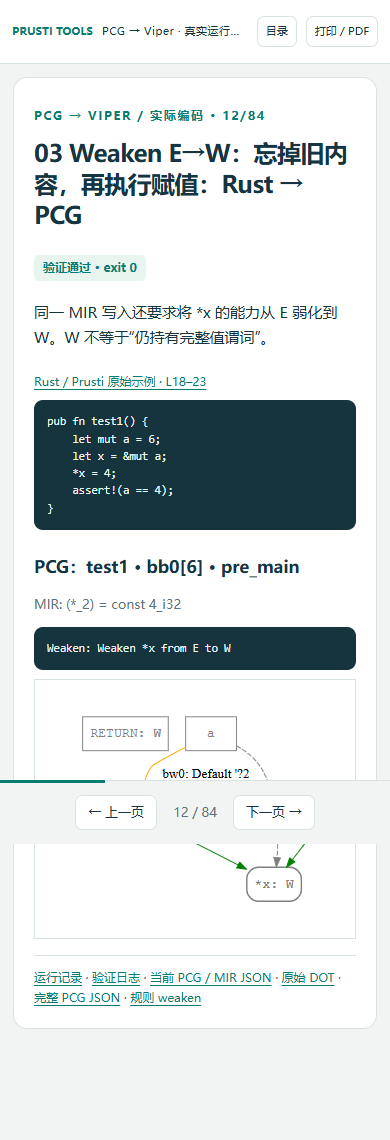 PRUSTI TOOLS PCG → Viper · 真实运行… 目录 打印 / PDF
PCG → VIPER / 实际编码 • 12/84
03 Weaken E→W：忘掉旧内
容，再执行赋值：Rust →
PCG
验证通过 • exit 0
同一 MIR 写入还要求将 *x 的能力从 E 弱化到
W。W 不等于“仍持有完整值谓词”。
Rust / Prusti 原始示例 · L18–23
pub fn test1() {
    let mut a = 6;
    let x = &mut a;
    *x = 4;
    assert!(a == 4);
}
PCG：test1 • bb0[6] • pre_main
MIR: (*_2) = const 4_i32
Weaken: Weaken *x from E to W
RETURN: W a
bw0: Default '?2
← 上一页 12 / 84 下一页 →
*x: W
运行记录 · 验证日志 · 当前 PCG / MIR JSON · 原始 DOT ·
完整 PCG JSON · 规则 weaken